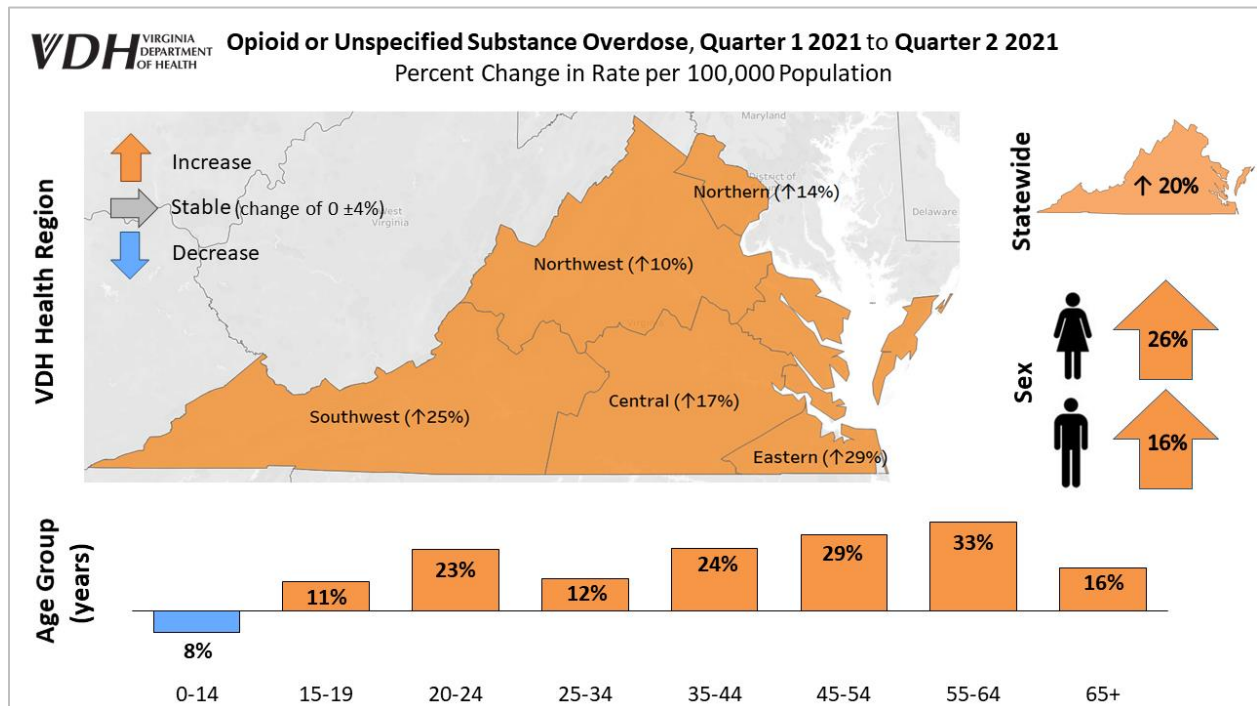 VDH VIRGINIA
DEPARTMENT
OF HEALTH
Opioid or Unspecified Substance Overdose, Quarter 1 2021 to Quarter 2 2021
Percent Change in Rate per 100,000 Population
VDH Health Region
Increase
Stable (change of 0 ±4%)
Decrease
West
Virginia
Maryland
District of
Delaware
Northern (↑14%)
Northwest (↑10%)
Southwest (↑25%)
Central (↑17%)
Eastern (↑29%)
Statewide
↑ 20%
Sex
26%
16%
Age Group
(years)
8%
11%
23%
12%
24%
29%
33%
16%
0-14 15-19 20-24 25-34 35-44 45-54 55-64 65+